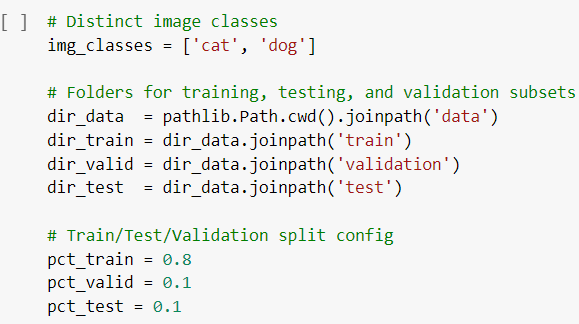 [ ] # Distinct image classes
img_classes = ['cat', 'dog']
# Folders for training, testing, and validation subsets
dir_data  = pathlib.Path.cwd().joinpath('data')
dir_train = dir_data.joinpath('train')
dir_valid = dir_data.joinpath('validation')
dir_test  = dir_data.joinpath('test')
# Train/Test/Validation split config
pct_train = 0.8
pct_valid = 0.1
pct_test = 0.1